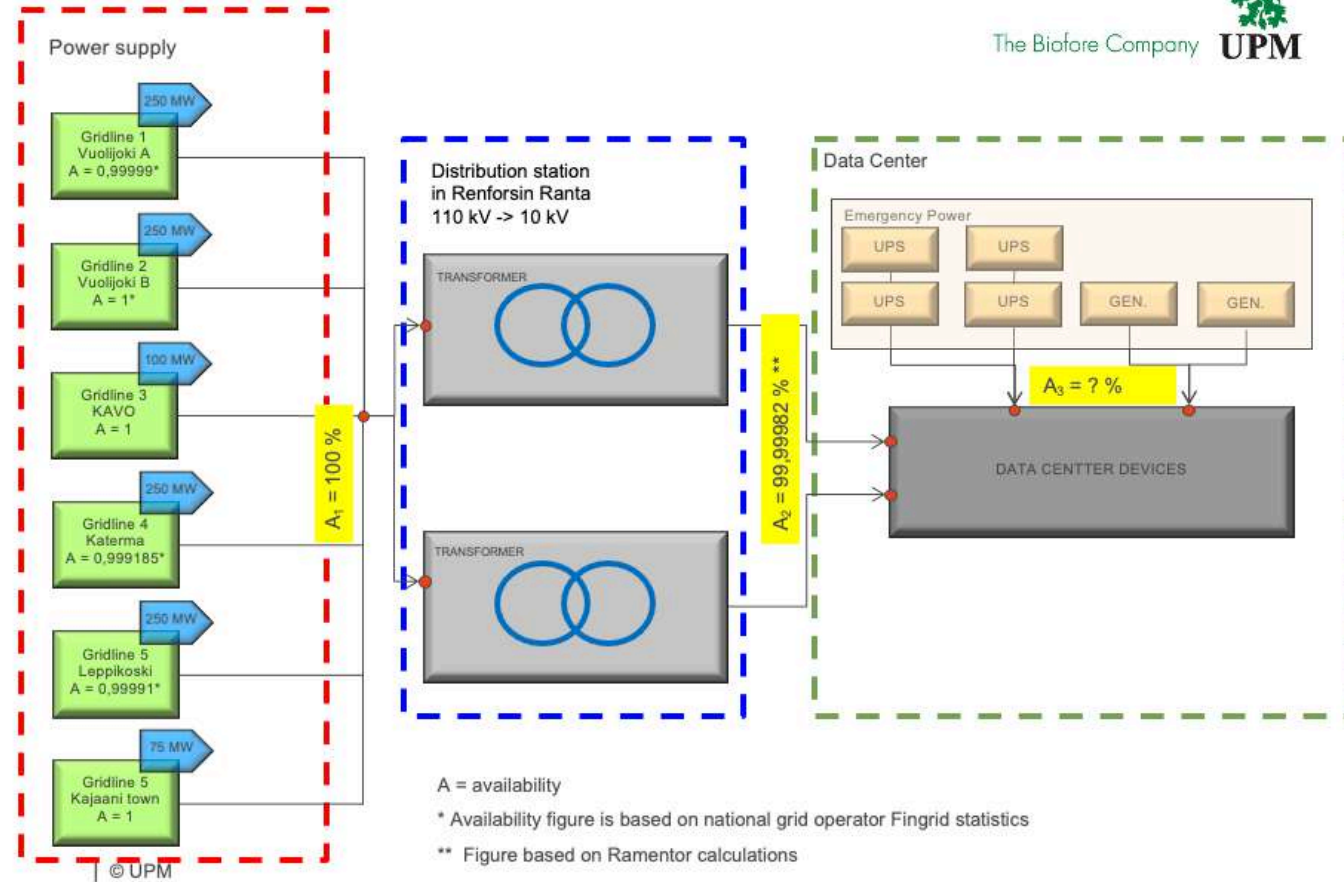 The Biofore Company
UPM
Power supply
250 MW
Gridline 1
Vuolijoki A
A = 0,99999*
250 MW
Gridline 2
Vuolijoki B
A = 1*
100 MW
Gridline 3
KAVO
A = 1
250 MW
Gridline 4
Katerma
A = 0,999185*
250 MW
Gridline 5
Leppikoski
A = 0,99991*
75 MW
Gridline 5
Kajaani town
A = 1
© UPM
A₁ = 100 %
Distribution station
in Renforsin Ranta
110 kV -> 10 kV
TRANSFORMER
TRANSFORMER
A₂ = 99,99982 % **
Data Center
Emergency Power
UPS
UPS
UPS
UPS
GEN.
GEN.
A₃ = ? %
DATA CENTTER DEVICES
A = availability
* Availability figure is based on national grid operator Fingrid statistics
** Figure based on Ramentor calculations